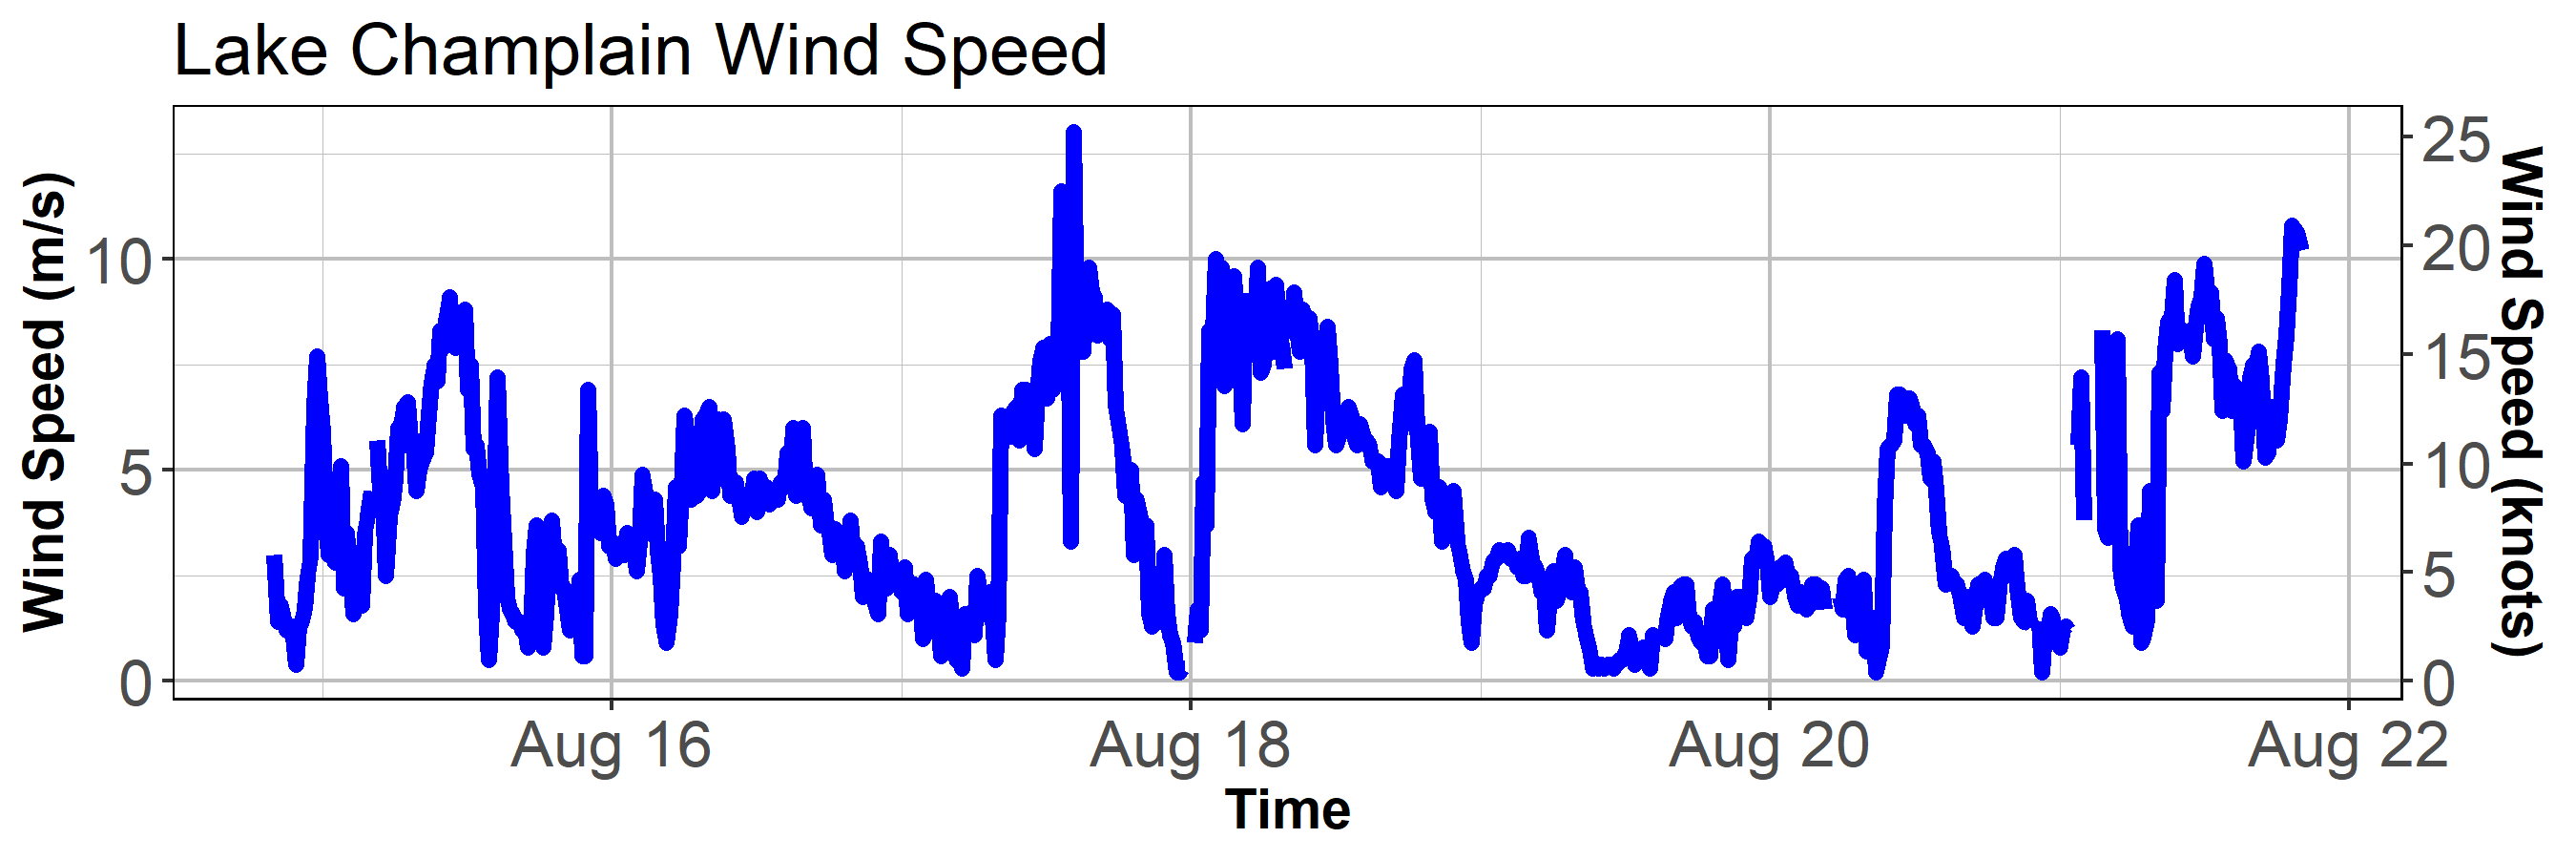 Lake Champlain Wind Speed
Wind Speed (m/s)
10
5
0
25
20
15
10
5
0
Wind Speed (knots)
Aug 16
Aug 18
Aug 20
Aug 22
Time